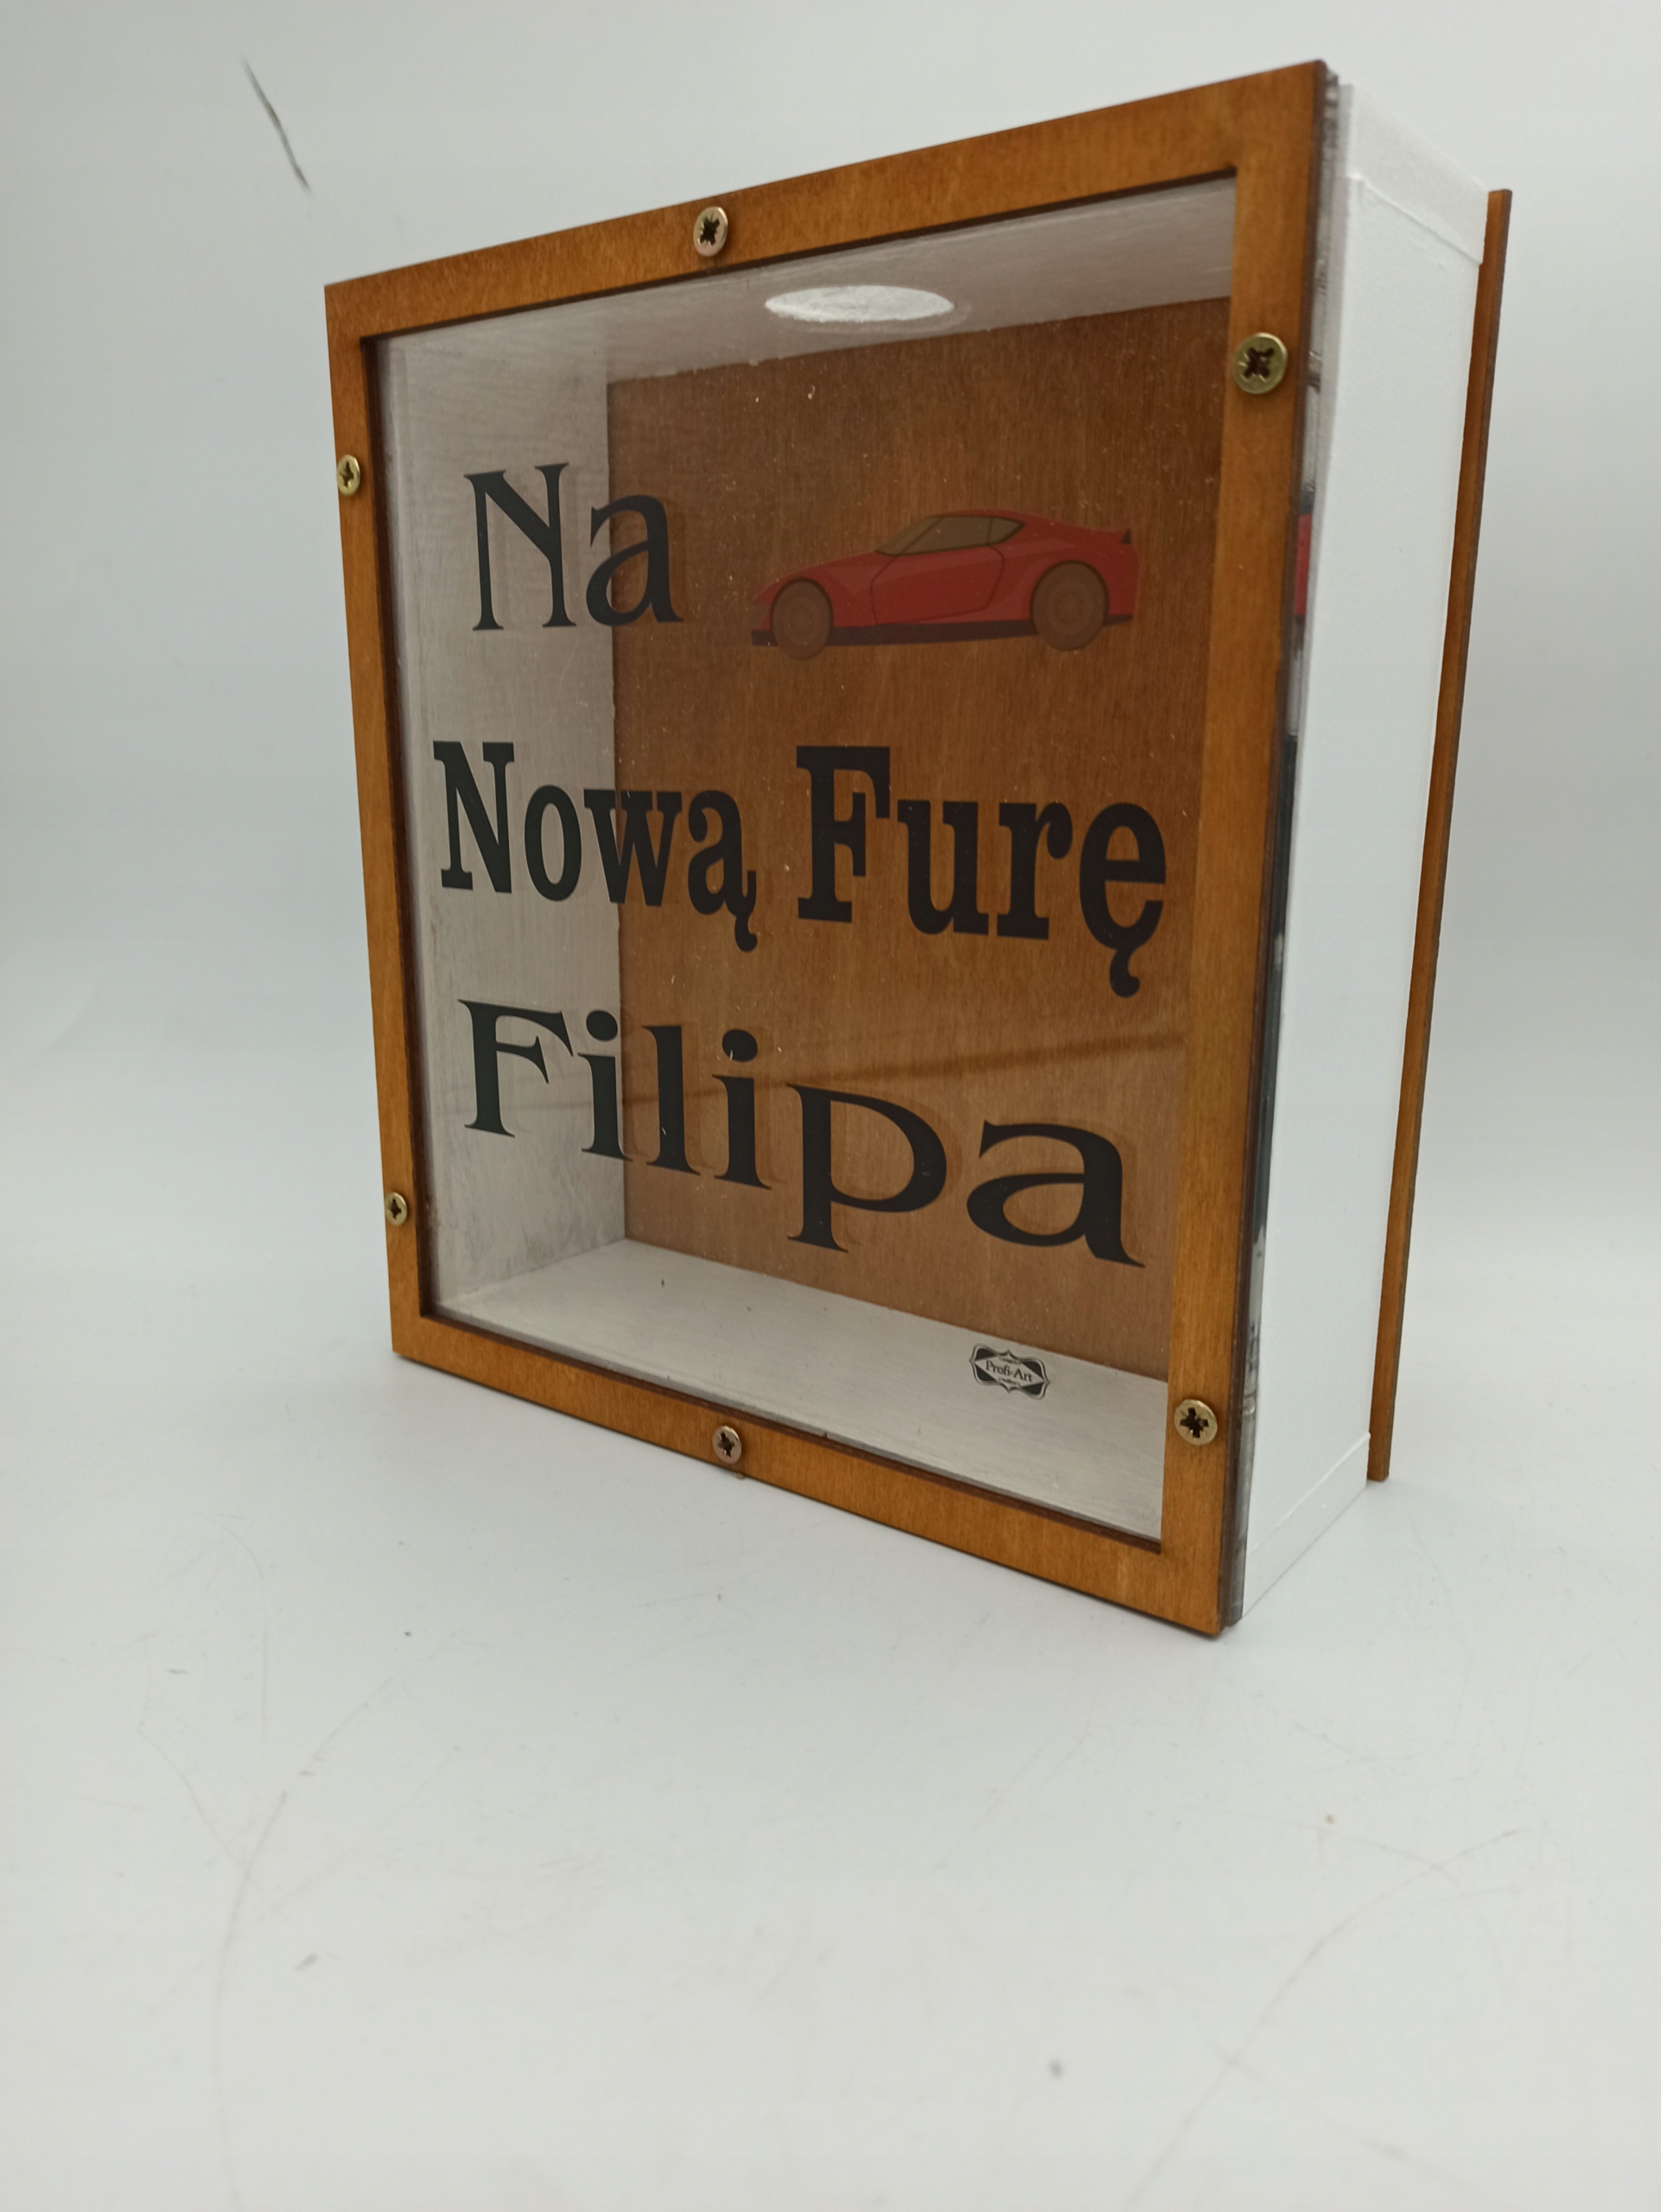 Na
Nową Furę
Filipa
Profi-Art